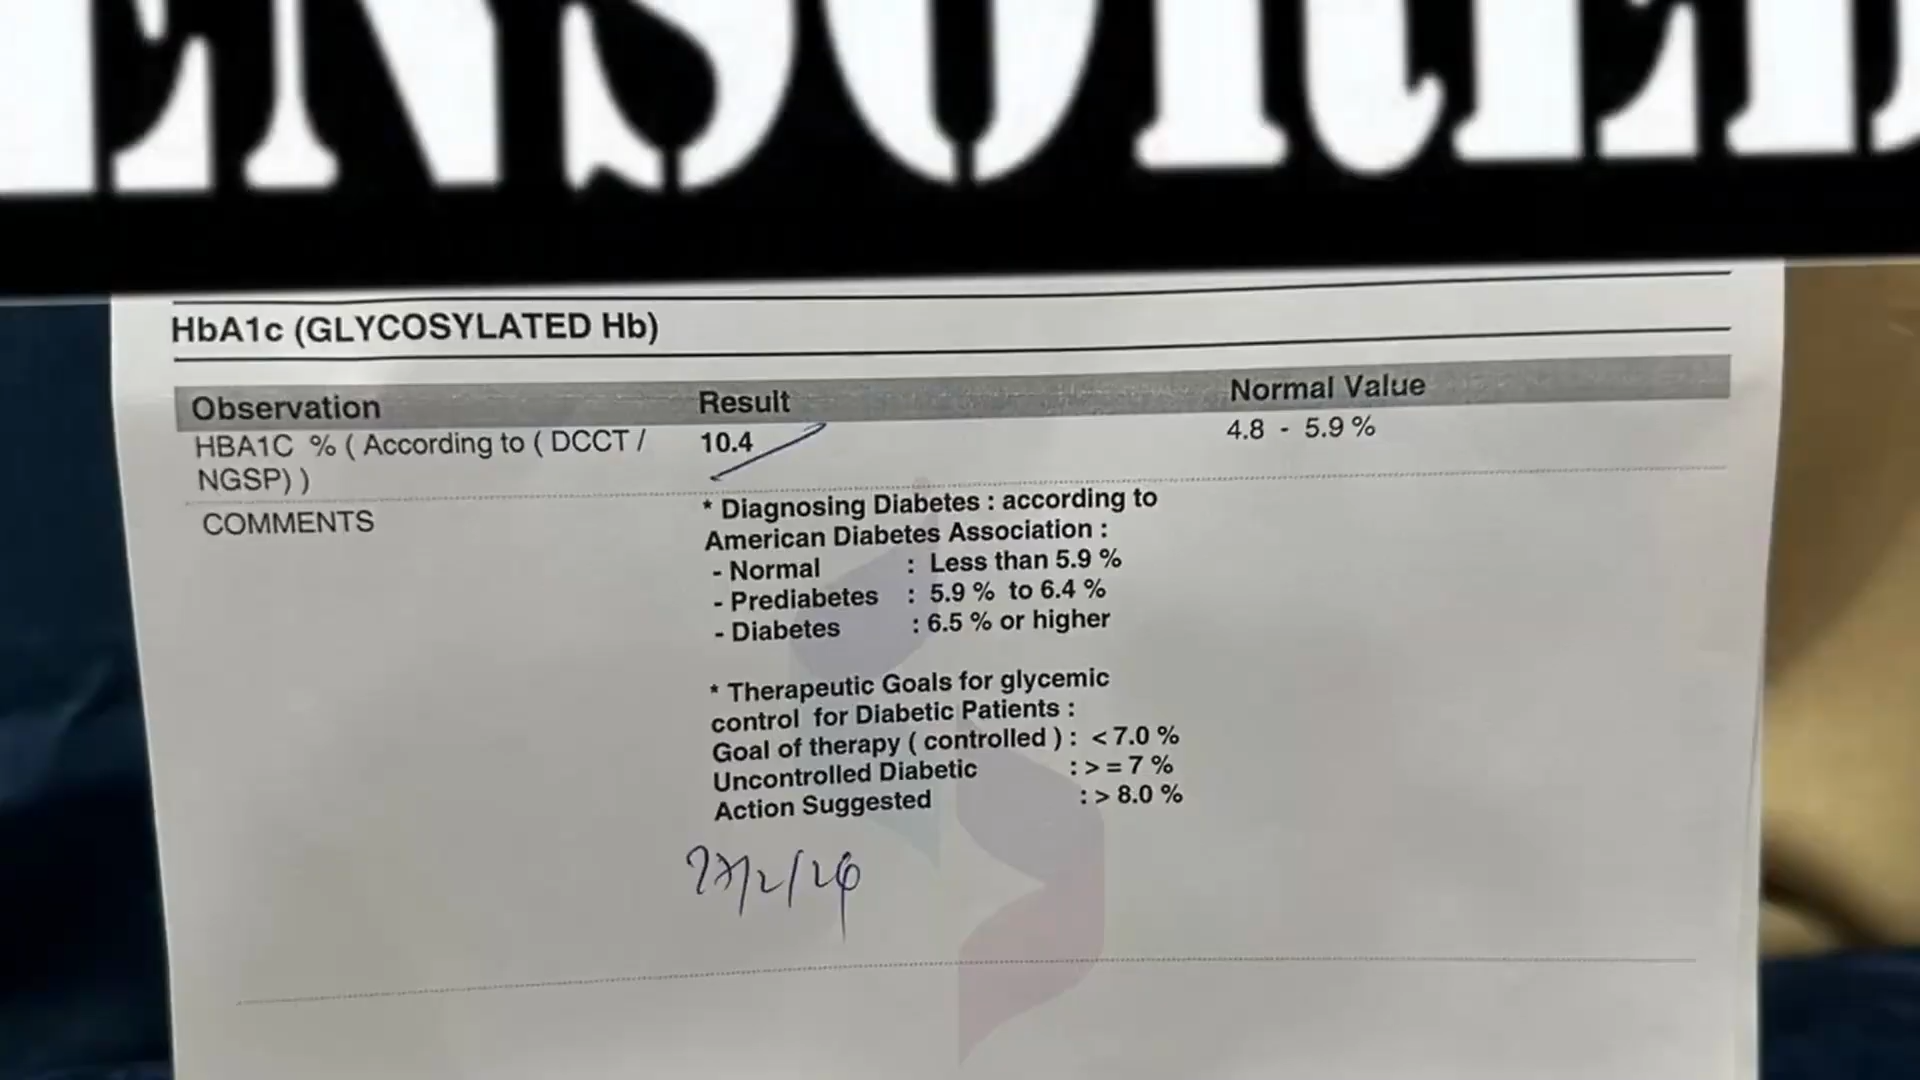 ENSORED
HbA1c (GLYCOSYLATED Hb)
Observation Result Normal Value
HBA1C % ( According to ( DCCT / 10.4 4.8 - 5.9 %
NGSP) )
COMMENTS * Diagnosing Diabetes : according to
American Diabetes Association :
- Normal : Less than 5.9 %
- Prediabetes : 5.9 % to 6.4 %
- Diabetes : 6.5 % or higher
* Therapeutic Goals for glycemic
control for Diabetic Patients :
Goal of therapy ( controlled ) : < 7.0 %
Uncontrolled Diabetic : > = 7 %
Action Suggested : > 8.0 %